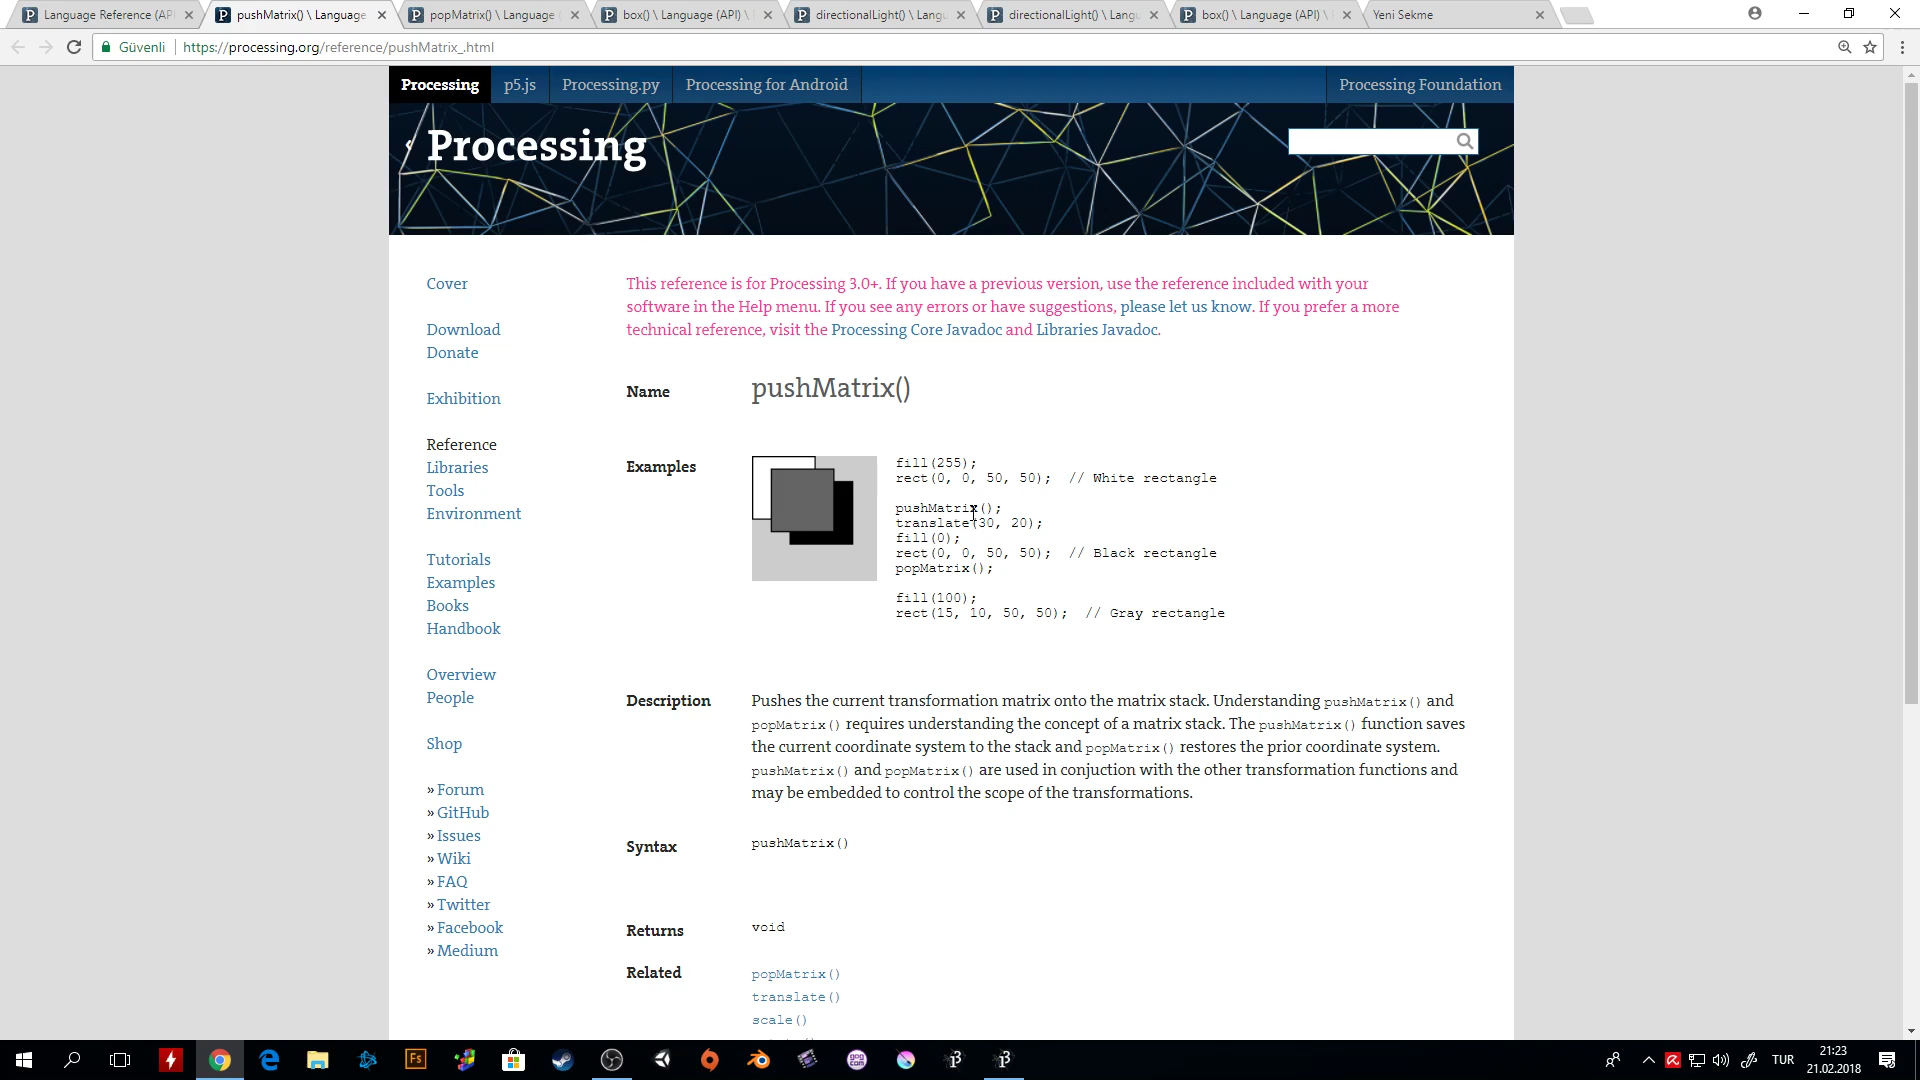 Language Reference (API
pushMatrix() \ Language
popMatrix() \ Language
box() \ Language (API) \
directionalLight() \ Langu
directionalLight() \ Langu
box() \ Language (API) \
Yeni Sekme
Güvenli
https://processing.org/reference/pushMatrix_.html
Processing
p5.js
Processing.py
Processing for Android
Processing Foundation
Processing
Cover
Download
Donate
Exhibition
Reference
Libraries
Tools
Environment
Tutorials
Examples
Books
Handbook
Overview
People
Shop
» Forum
» GitHub
» Issues
» Wiki
» FAQ
» Twitter
» Facebook
» Medium
This reference is for Processing 3.0+. If you have a previous version, use the reference included with your
software in the Help menu. If you see any errors or have suggestions, please let us know. If you prefer a more
technical reference, visit the Processing Core Javadoc and Libraries Javadoc.
Name
pushMatrix()
Examples
fill(255);
rect(0, 0, 50, 50);  // White rectangle
pushMatrix();
translate(30, 20);
fill(0);
rect(0, 0, 50, 50);  // Black rectangle
popMatrix();
fill(100);
rect(15, 10, 50, 50);  // Gray rectangle
Description
Pushes the current transformation matrix onto the matrix stack. Understanding pushMatrix() and
popMatrix() requires understanding the concept of a matrix stack. The pushMatrix() function saves
the current coordinate system to the stack and popMatrix() restores the prior coordinate system.
pushMatrix() and popMatrix() are used in conjuction with the other transformation functions and
may be embedded to control the scope of the transformations.
Syntax
pushMatrix()
Returns
void
Related
popMatrix()
translate()
scale()
Fs
gog
com
TUR
21:23
21.02.2018